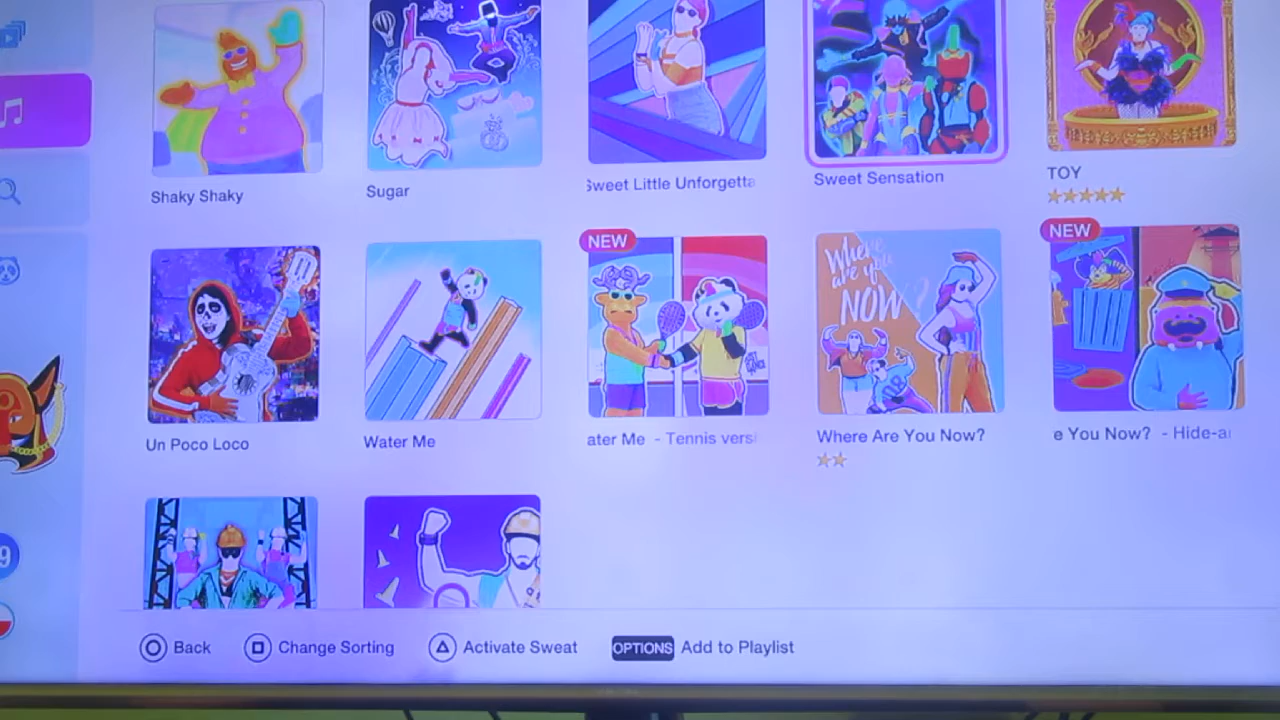 Shaky Shaky
Sugar
Sweet Little Unforgetta
Sweet Sensation
TOY
NEW
NEW
Where
are you
NOW?
Un Poco Loco
Water Me
ater Me - Tennis versi
Where Are You Now?
e You Now? - Hide-a
9
Back
Change Sorting
Activate Sweat
OPTIONS Add to Playlist